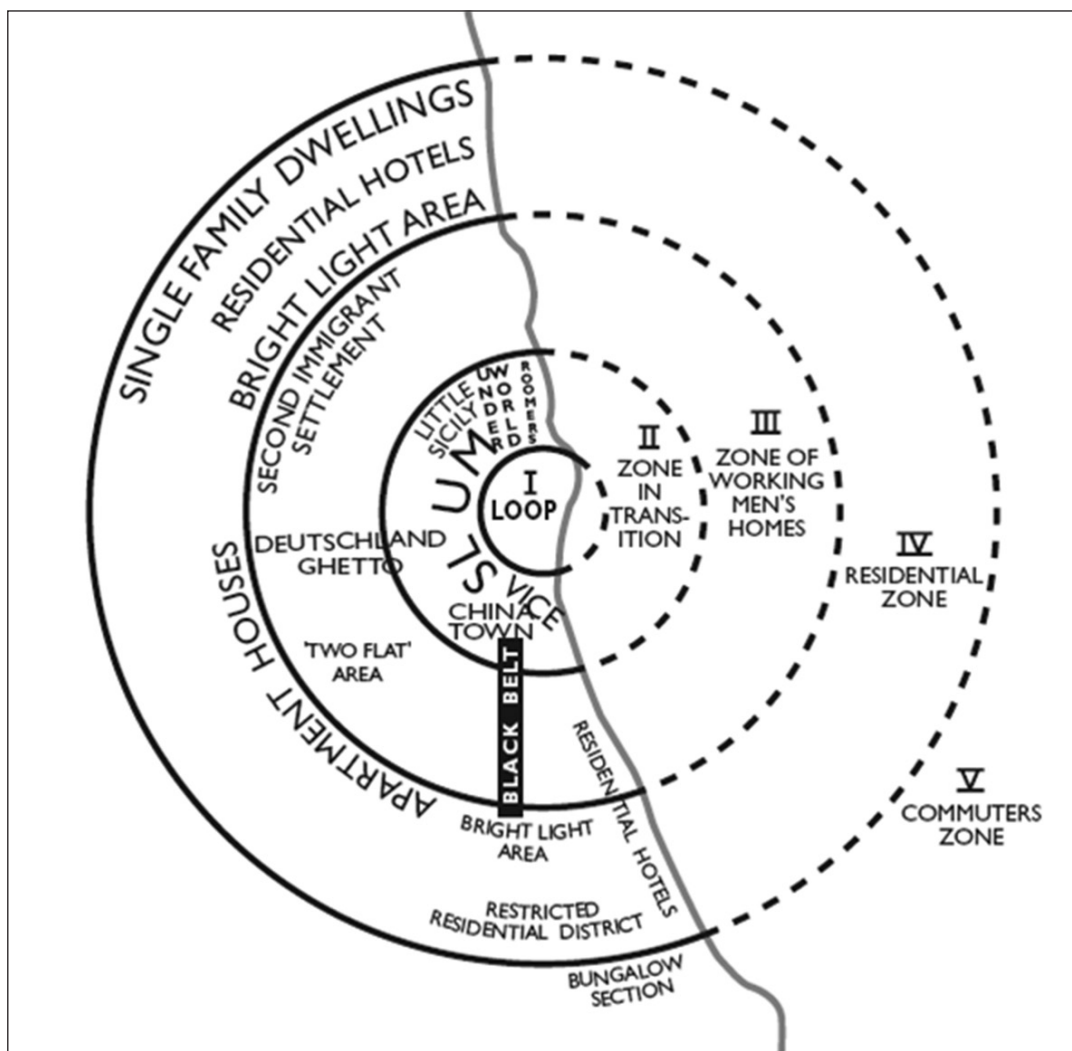 SINGLE FAMILY DWELLINGS
RESIDENTIAL HOTELS
BRIGHT LIGHT AREA
SECOND IMMIGRANT
SETTLEMENT
LITTLE
SICILY
UNDER
WORLD
ROOMERS
SLUM
I
LOOP
II
ZONE
IN
TRANS-
ITION
III
ZONE OF
WORKING
MEN'S
HOMES
IV
RESIDENTIAL
ZONE
V
COMMUTERS
ZONE
DEUTSCHLAND
GHETTO
VICE
CHINA
TOWN
'TWO FLAT'
AREA
APARTMENT HOUSES
BLACK BELT
RESIDENTIAL HOTELS
BRIGHT LIGHT
AREA
RESTRICTED
RESIDENTIAL DISTRICT
BUNGALOW
SECTION